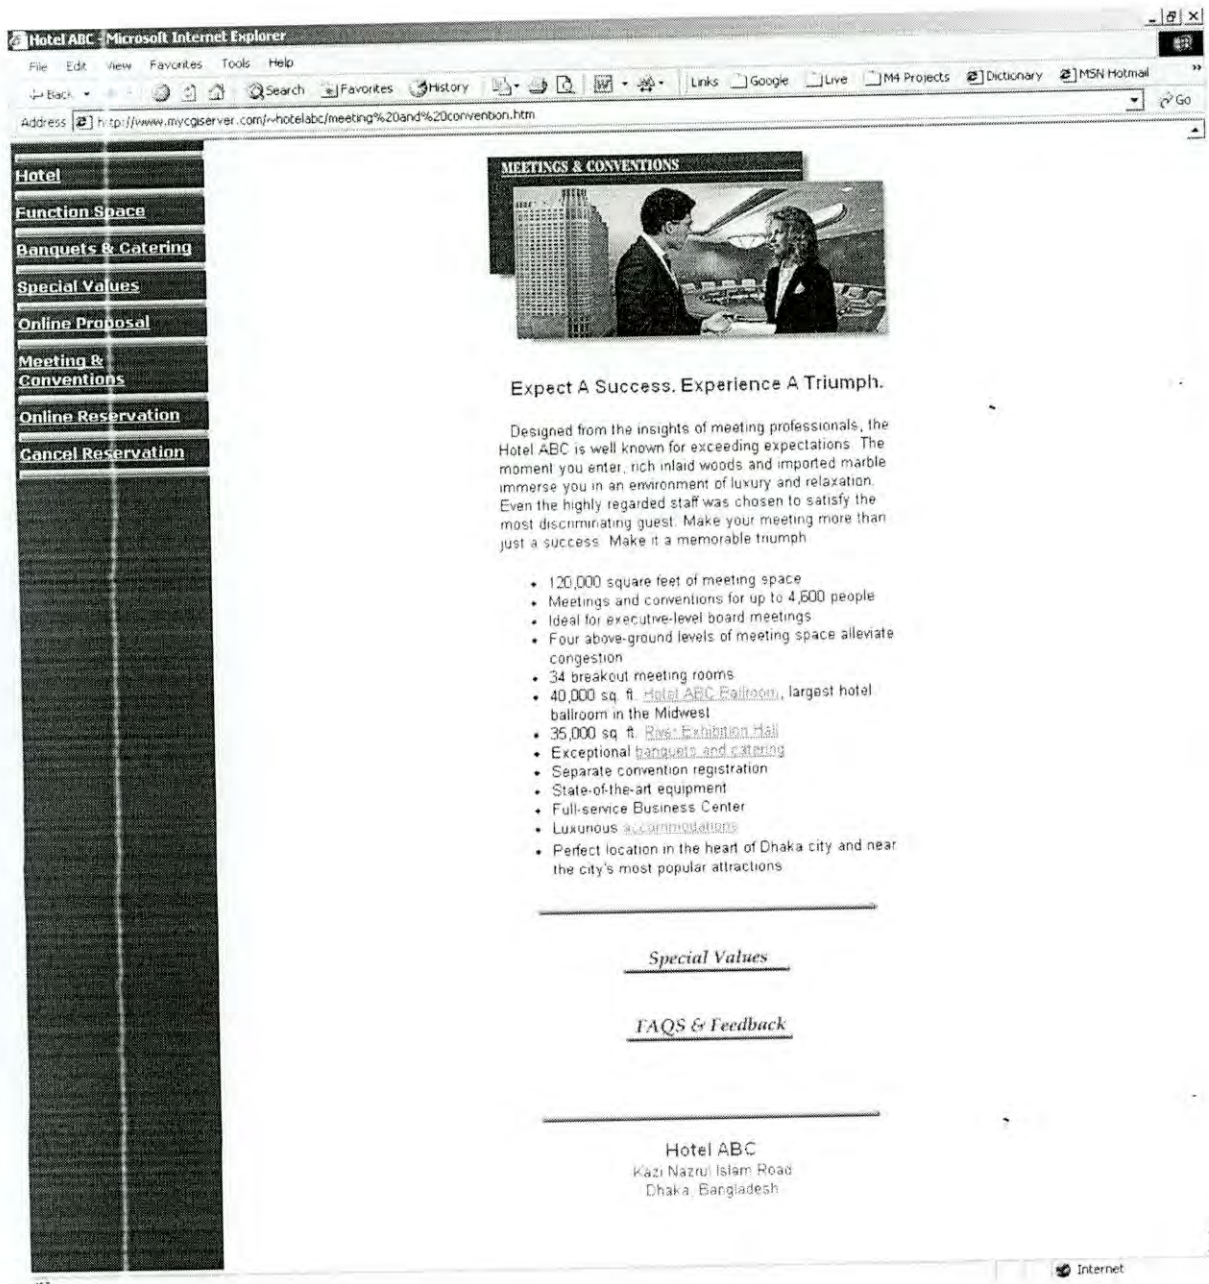 Hotel ABC - Microsoft Internet Explorer
File Edit View Favorites Tools Help
Back Search Favorites History Links Google Live M4 Projects Dictionary MSN Hotmail »
Address http://www.mycgiserver.com/~hotelabc/meeting%20and%20convention.htm Go
Hotel
Function Space
Banquets & Catering
Special Values
Online Proposal
Meeting &
Conventions
Online Reservation
Cancel Reservation
MEETINGS & CONVENTIONS
Expect A Success. Experience A Triumph.
Designed from the insights of meeting professionals, the
Hotel ABC is well known for exceeding expectations. The
moment you enter, rich inlaid woods and imported marble
immerse you in an environment of luxury and relaxation.
Even the highly regarded staff was chosen to satisfy the
most discriminating guest. Make your meeting more than
just a success. Make it a memorable triumph.
• 120,000 square feet of meeting space
• Meetings and conventions for up to 4,600 people
• Ideal for executive-level board meetings
• Four above-ground levels of meeting space alleviate
congestion
• 34 breakout meeting rooms
• 40,000 sq. ft. Hotel ABC Ballroom, largest hotel
ballroom in the Midwest
• 35,000 sq. ft. River Exhibition Hall
• Exceptional banquets and catering
• Separate convention registration
• State-of-the-art equipment
• Full-service Business Center
• Luxurious accommodations
• Perfect location in the heart of Dhaka city and near
the city's most popular attractions
Special Values
FAQS & Feedback
Hotel ABC
Kazi Nazrul Islam Road
Dhaka, Bangladesh
Internet